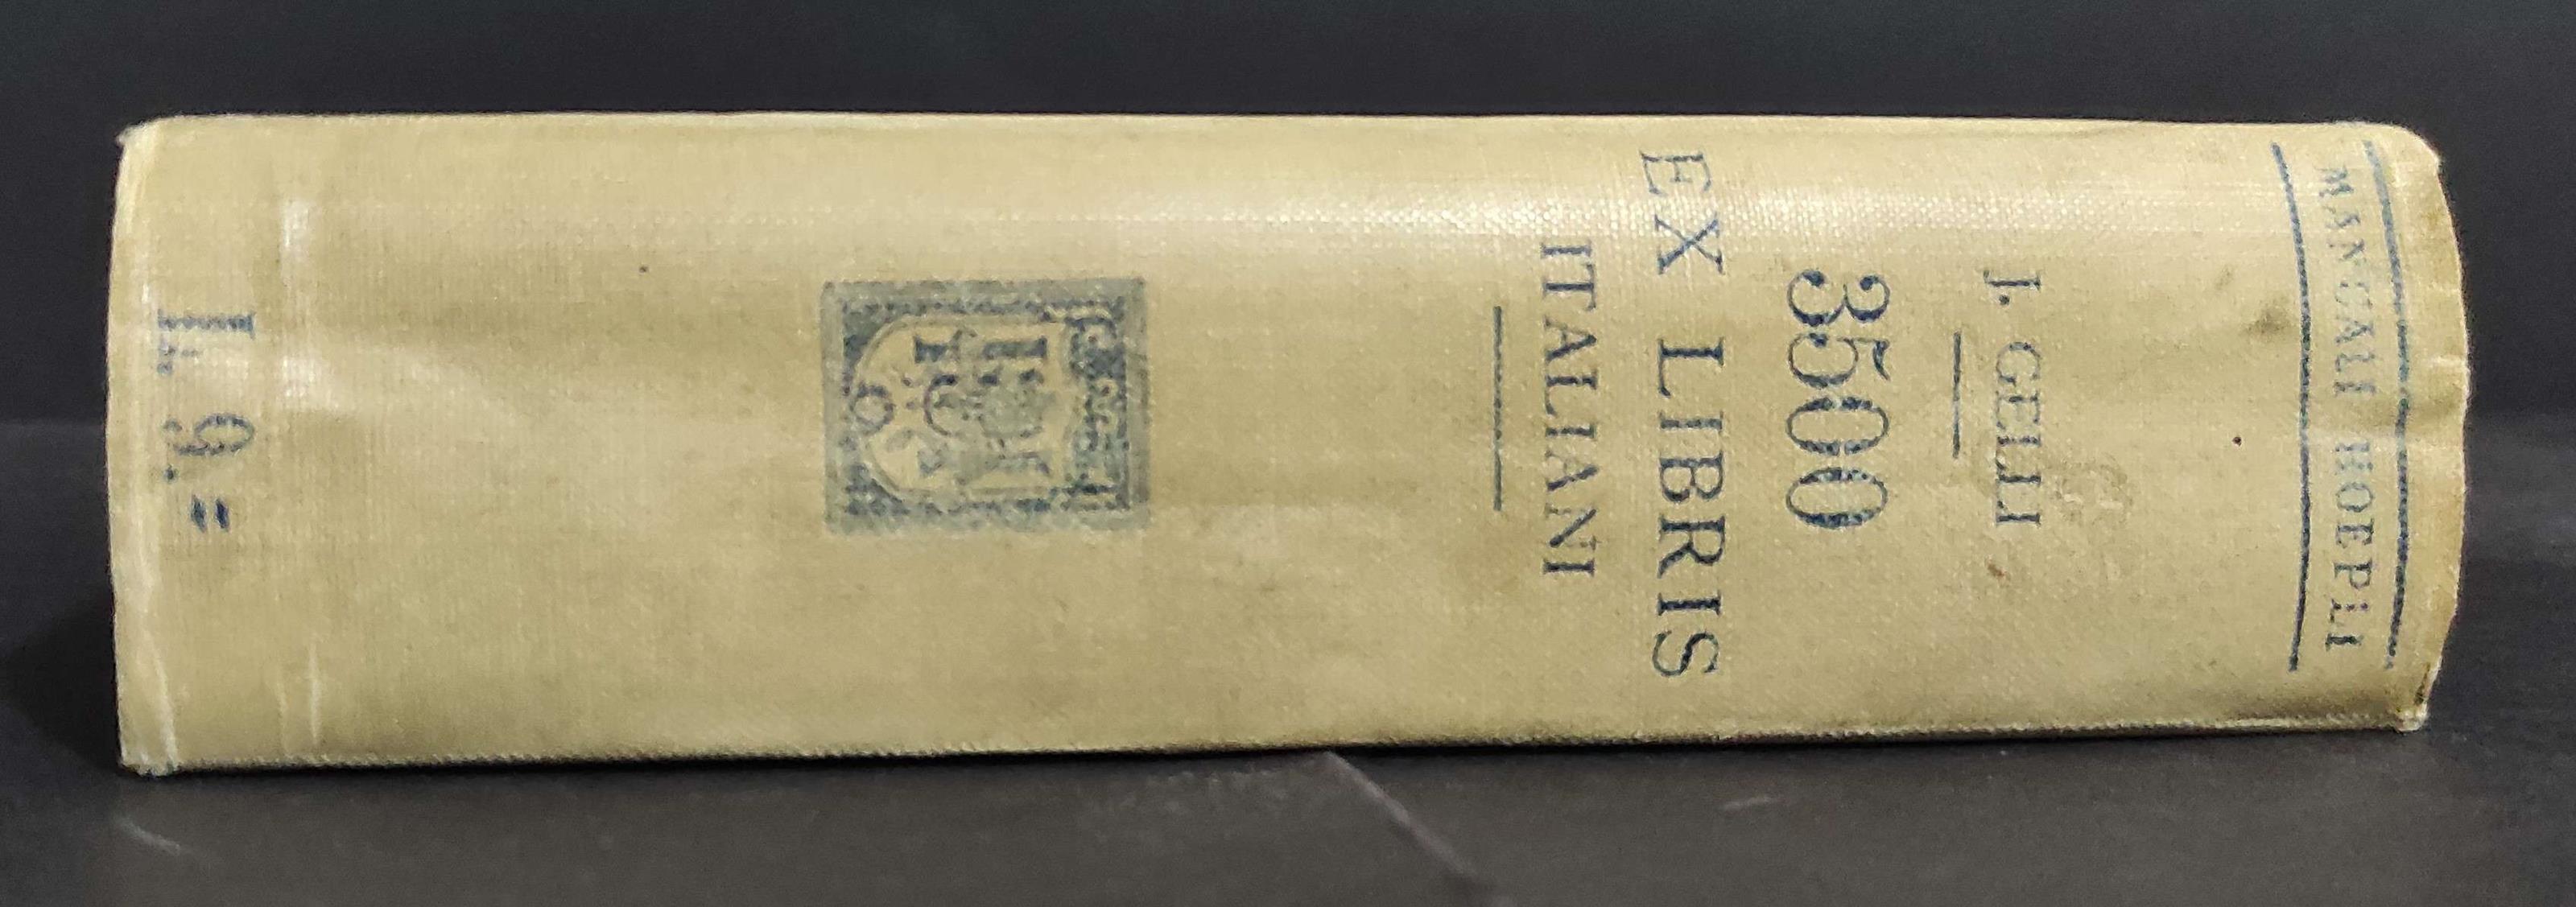 MANUALI HOEPLI
J. GELLI
3500
EX LIBRIS
ITALIANI
L. 9.=